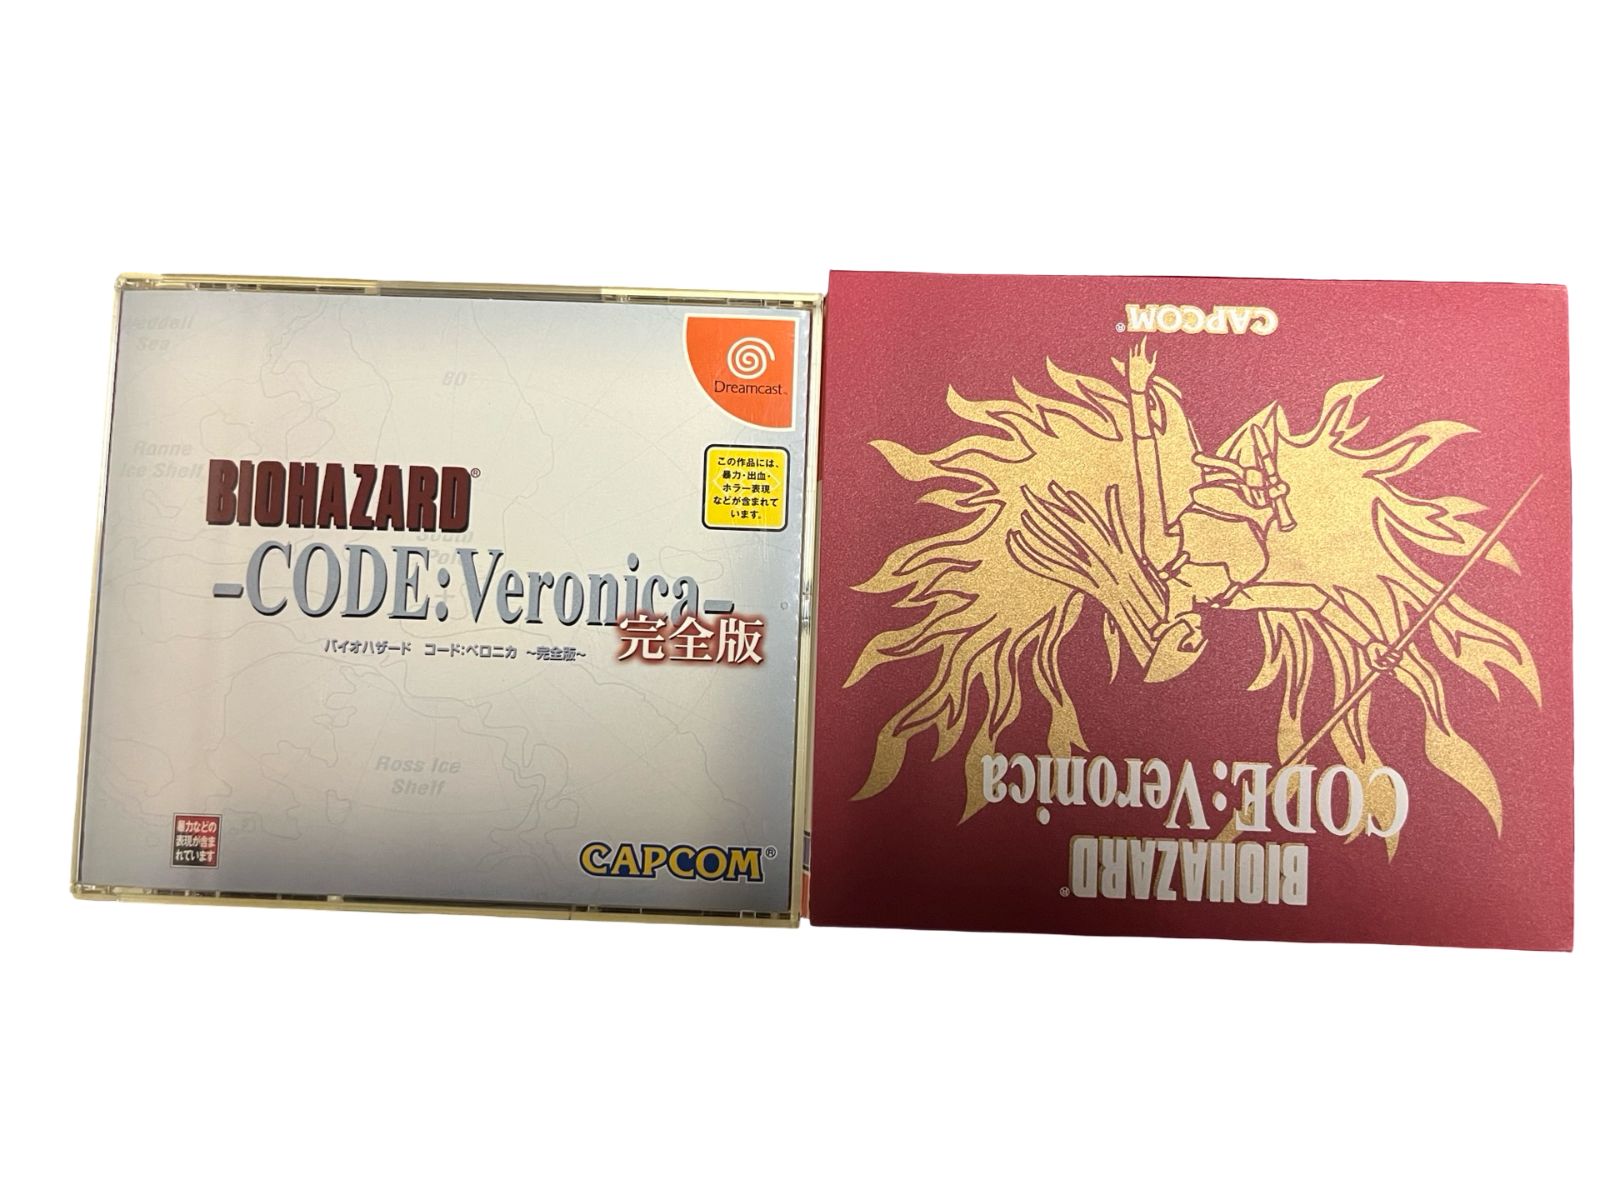 Weddell
Sea
80°
Ronne
Ice Shelf
BIOHAZARD®
South
Pole
-CODE:Veronica-
完全版
バイオハザード コード:ベロニカ ~完全版~
Ross Ice
Shelf
暴力などの
表現が含ま
れています
CAPCOM®
Dreamcast™
この作品には、
暴力・出血・
ホラー表現
などが含まれて
います。
BIOHAZARD®
CODE:Veronica
CAPCOM®